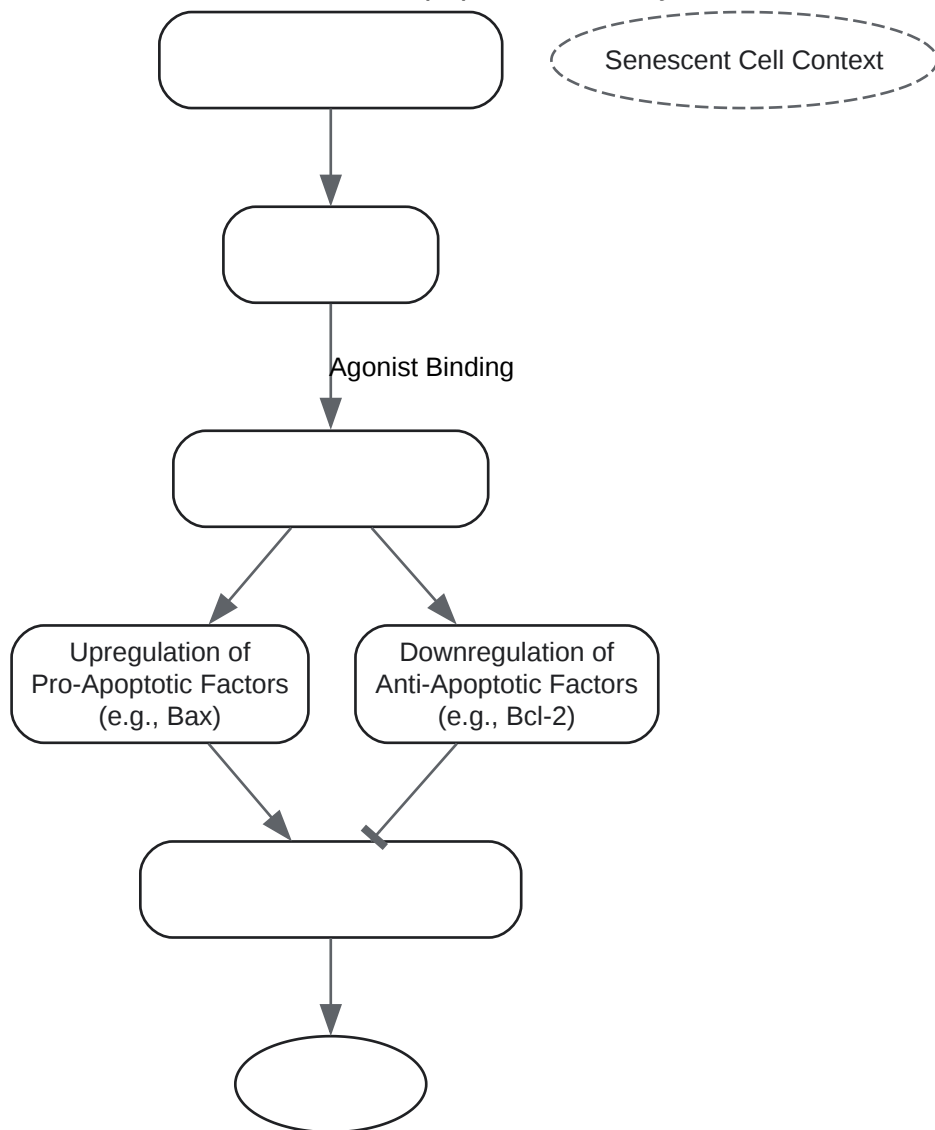 Senescent Cell Context
Agonist Binding
Upregulation of
Pro-Apoptotic Factors
(e.g., Bax)
Downregulation of
Anti-Apoptotic Factors
(e.g., Bcl-2)